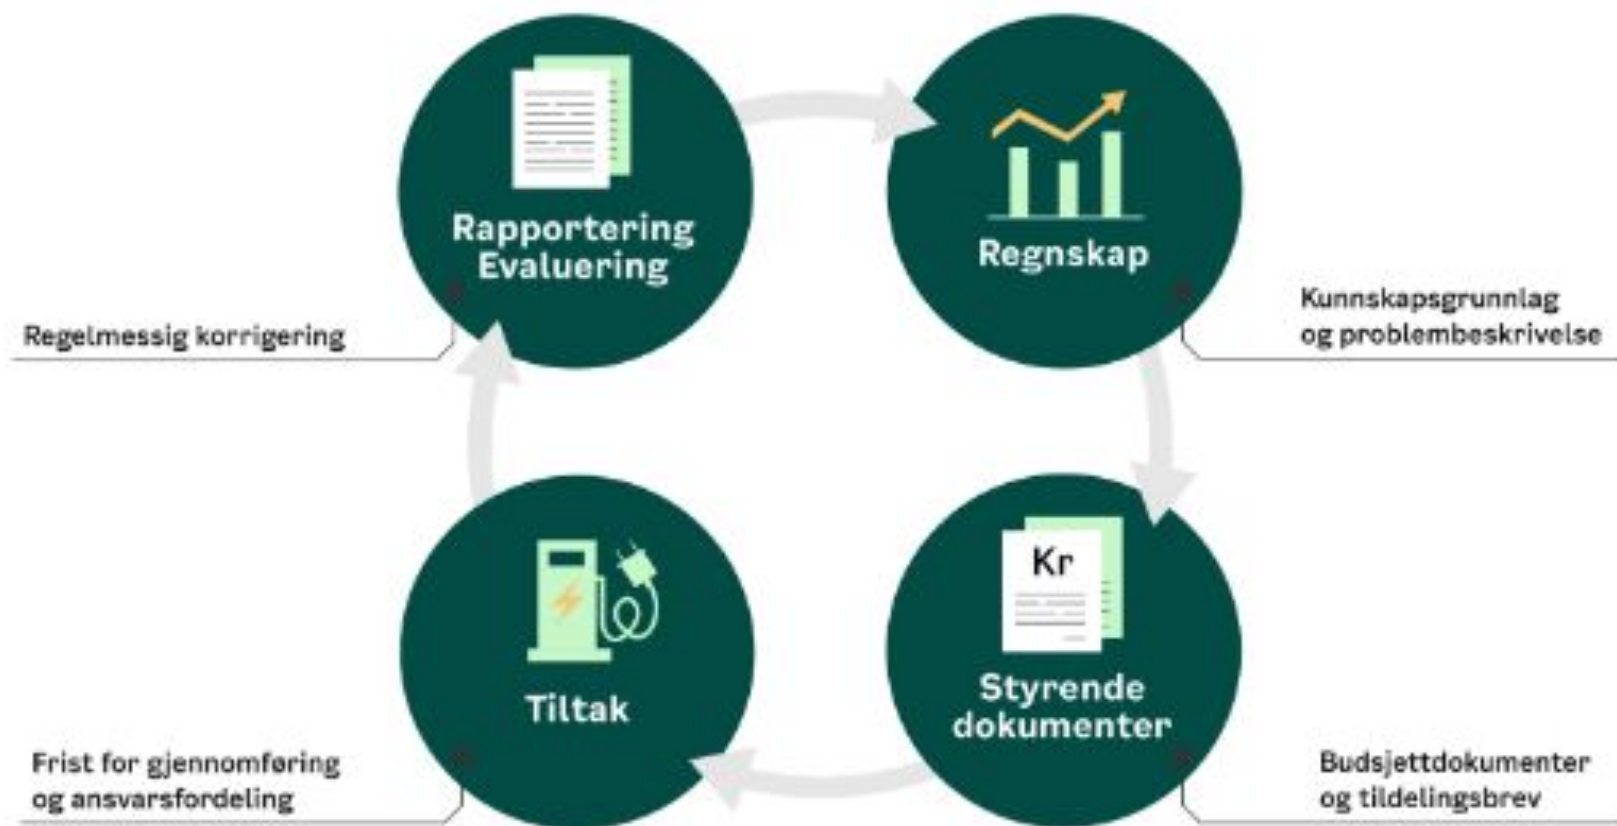 Rapportering
Evaluering
Regnskap
Regelmessig korrigering
Kunnskapsgrunnlag
og problembeskrivelse
Tiltak
Kr
Styrende
dokumenter
Frist for gjennomføring
og ansvarsfordeling
Budsjettdokumenter
og tildelingsbrev